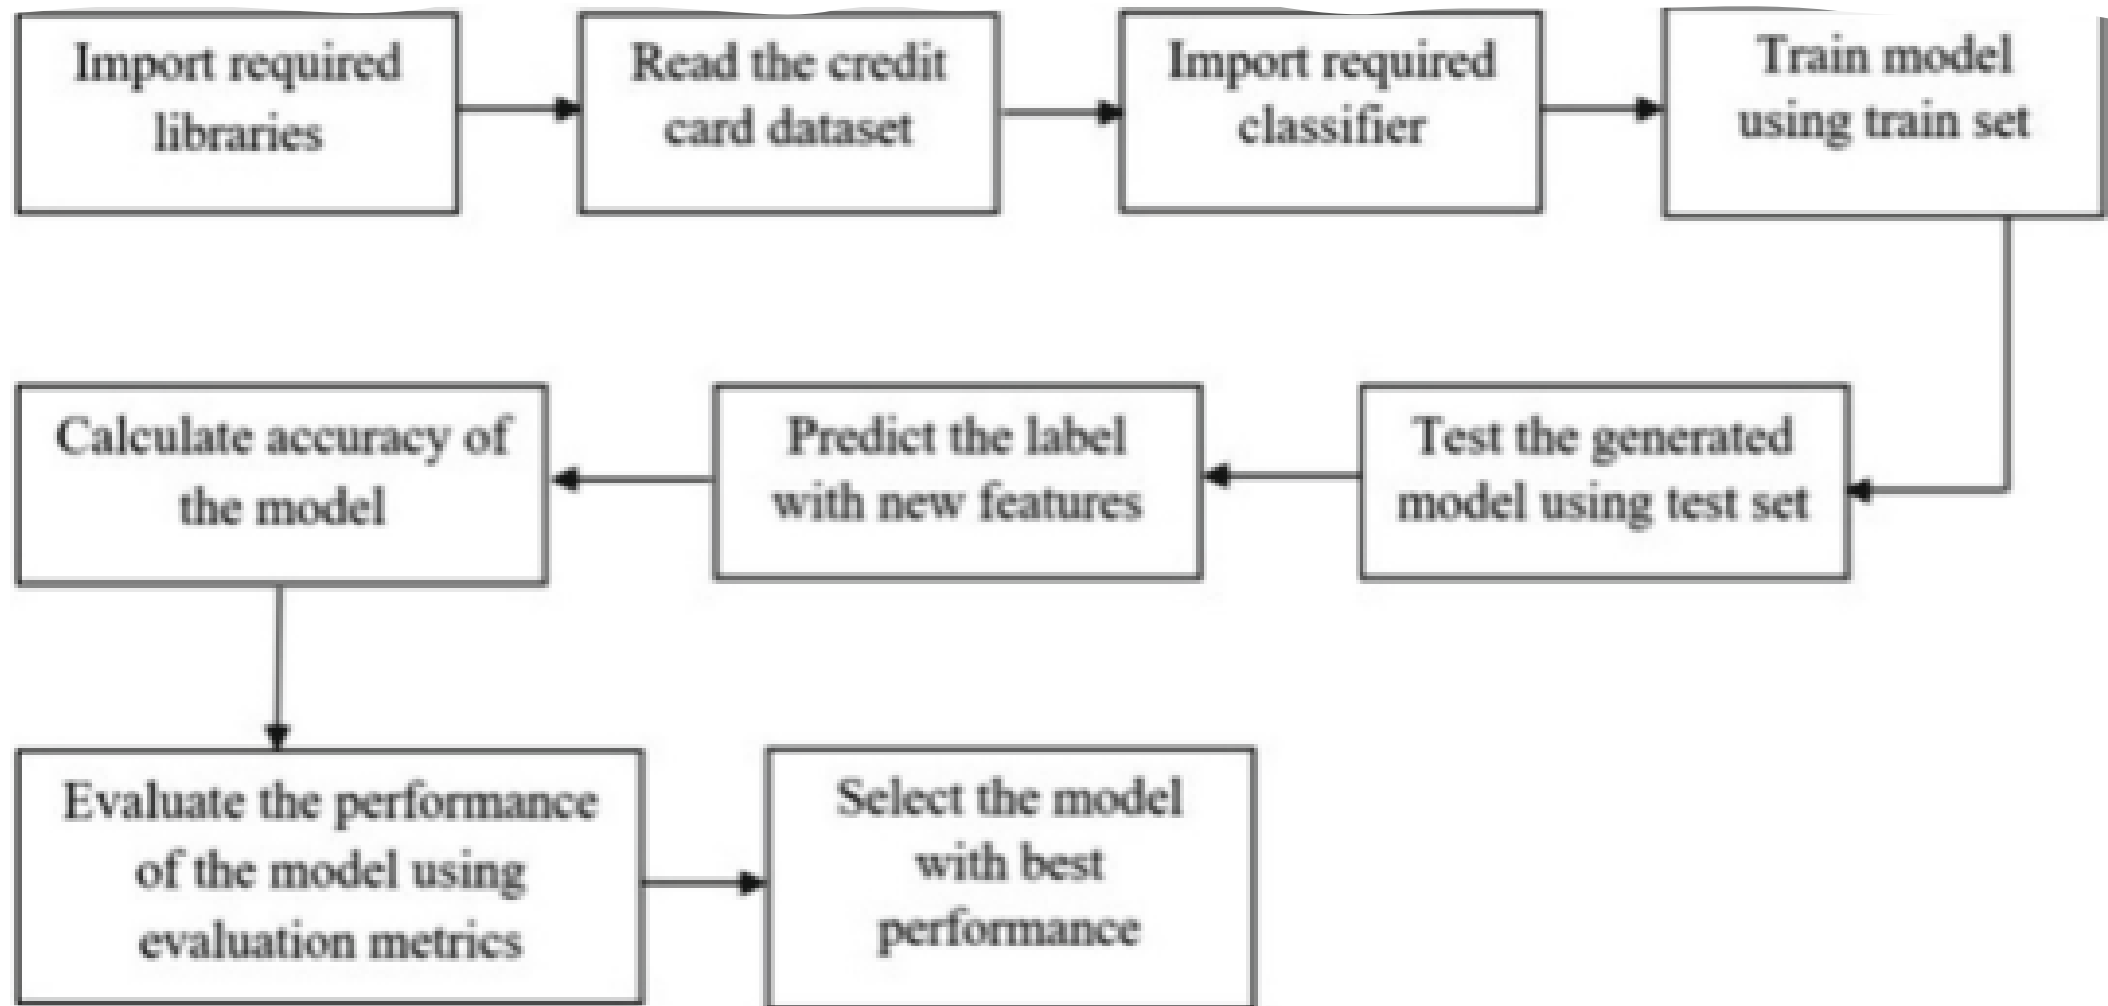 Import required
libraries
Read the credit
card dataset
Import required
classifier
Train model
using train set
Test the generated
model using test set
Predict the label
with new features
Calculate accuracy of
the model
Evaluate the performance
of the model using
evaluation metrics
Select the model
with best
performance